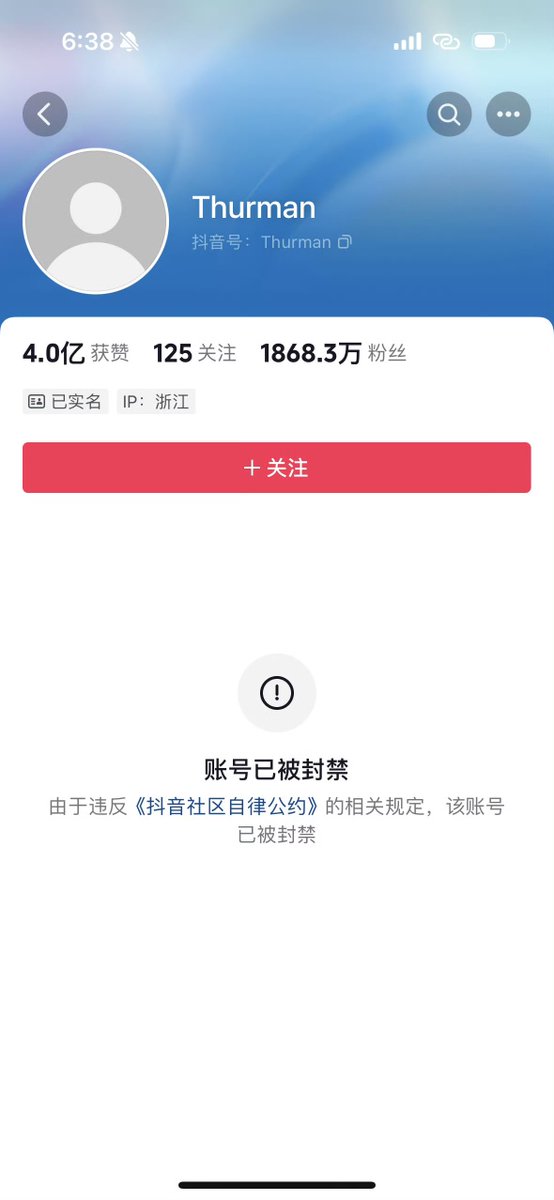 6:38
Thurman
抖音号：Thurman
4.0亿 获赞 125 关注 1868.3万 粉丝
已实名 IP：浙江
＋关注
账号已被封禁
由于违反《抖音社区自律公约》的相关规定，该账号
已被封禁